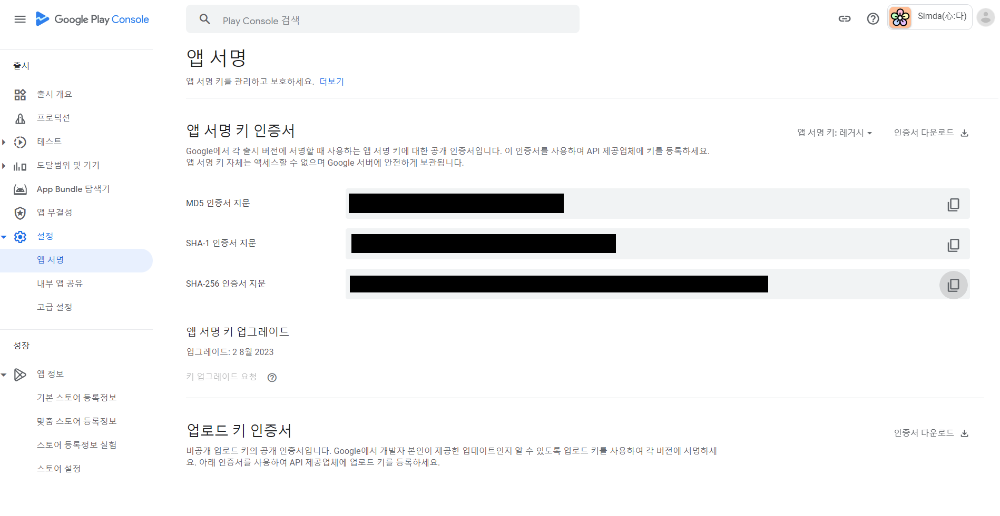 Google Play Console
Play Console 검색
Simda(心:다)
출시
출시 개요
프로덕션
테스트
도달범위 및 기기
App Bundle 탐색기
앱 무결성
설정
앱 서명
내부 앱 공유
고급 설정
성장
앱 정보
기본 스토어 등록정보
맞춤 스토어 등록정보
스토어 등록정보 실험
스토어 설정
앱 서명
앱 서명 키를 관리하고 보호하세요. 더보기
앱 서명 키 인증서
앱 서명 키: 레거시
인증서 다운로드
Google에서 각 출시 버전에 서명할 때 사용하는 앱 서명 키에 대한 공개 인증서입니다. 이 인증서를 사용하여 API 제공업체에 키를 등록하세요.
앱 서명 키 자체는 액세스할 수 없으며 Google 서버에 안전하게 보관됩니다.
MD5 인증서 지문
SHA-1 인증서 지문
SHA-256 인증서 지문
앱 서명 키 업그레이드
업그레이드: 2 8월 2023
키 업그레이드 요청
업로드 키 인증서
인증서 다운로드
비공개 업로드 키의 공개 인증서입니다. Google에서 개발자 본인이 제공한 업데이트인지 알 수 있도록 업로드 키를 사용하여 각 버전에 서명하세
요. 아래 인증서를 사용하여 API 제공업체에 업로드 키를 등록하세요.